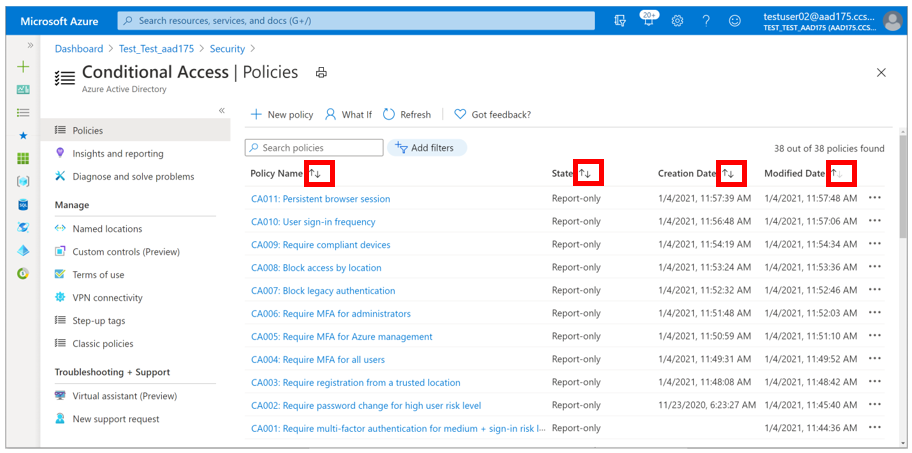 Microsoft Azure
Search resources, services, and docs (G+/)
20+
testuser02@aad175.ccs...
TEST_TEST_AAD175 (AAD175.CCS...
Dashboard > Test_Test_aad175 > Security >
Conditional Access | Policies
Azure Active Directory
Policies
Insights and reporting
Diagnose and solve problems
Manage
Named locations
Custom controls (Preview)
Terms of use
VPN connectivity
Step-up tags
Classic policies
Troubleshooting + Support
Virtual assistant (Preview)
New support request
New policy What If Refresh Got feedback?
Search policies Add filters 38 out of 38 policies found
Policy Name State Creation Date Modified Date
CA011: Persistent browser session Report-only 1/4/2021, 11:57:39 AM 1/4/2021, 11:57:48 AM
CA010: User sign-in frequency Report-only 1/4/2021, 11:56:48 AM 1/4/2021, 11:57:06 AM
CA009: Require compliant devices Report-only 1/4/2021, 11:54:19 AM 1/4/2021, 11:54:34 AM
CA008: Block access by location Report-only 1/4/2021, 11:53:24 AM 1/4/2021, 11:53:36 AM
CA007: Block legacy authentication Report-only 1/4/2021, 11:52:32 AM 1/4/2021, 11:52:46 AM
CA006: Require MFA for administrators Report-only 1/4/2021, 11:51:48 AM 1/4/2021, 11:52:03 AM
CA005: Require MFA for Azure management Report-only 1/4/2021, 11:50:59 AM 1/4/2021, 11:51:10 AM
CA004: Require MFA for all users Report-only 1/4/2021, 11:49:31 AM 1/4/2021, 11:49:52 AM
CA003: Require registration from a trusted location Report-only 1/4/2021, 11:48:08 AM 1/4/2021, 11:48:42 AM
CA002: Require password change for high user risk level Report-only 11/23/2020, 6:23:27 AM 1/4/2021, 11:45:40 AM
CA001: Require multi-factor authentication for medium + sign-in risk l... Report-only 1/4/2021, 11:44:36 AM